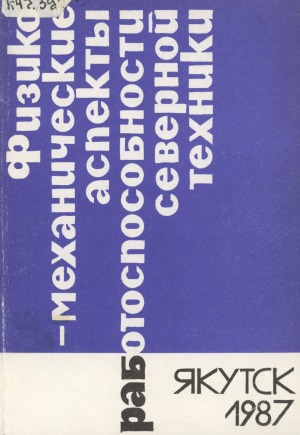 Физико
-механические
аспекты
работоспособности
северной
техники
ЯКУТСК
1987